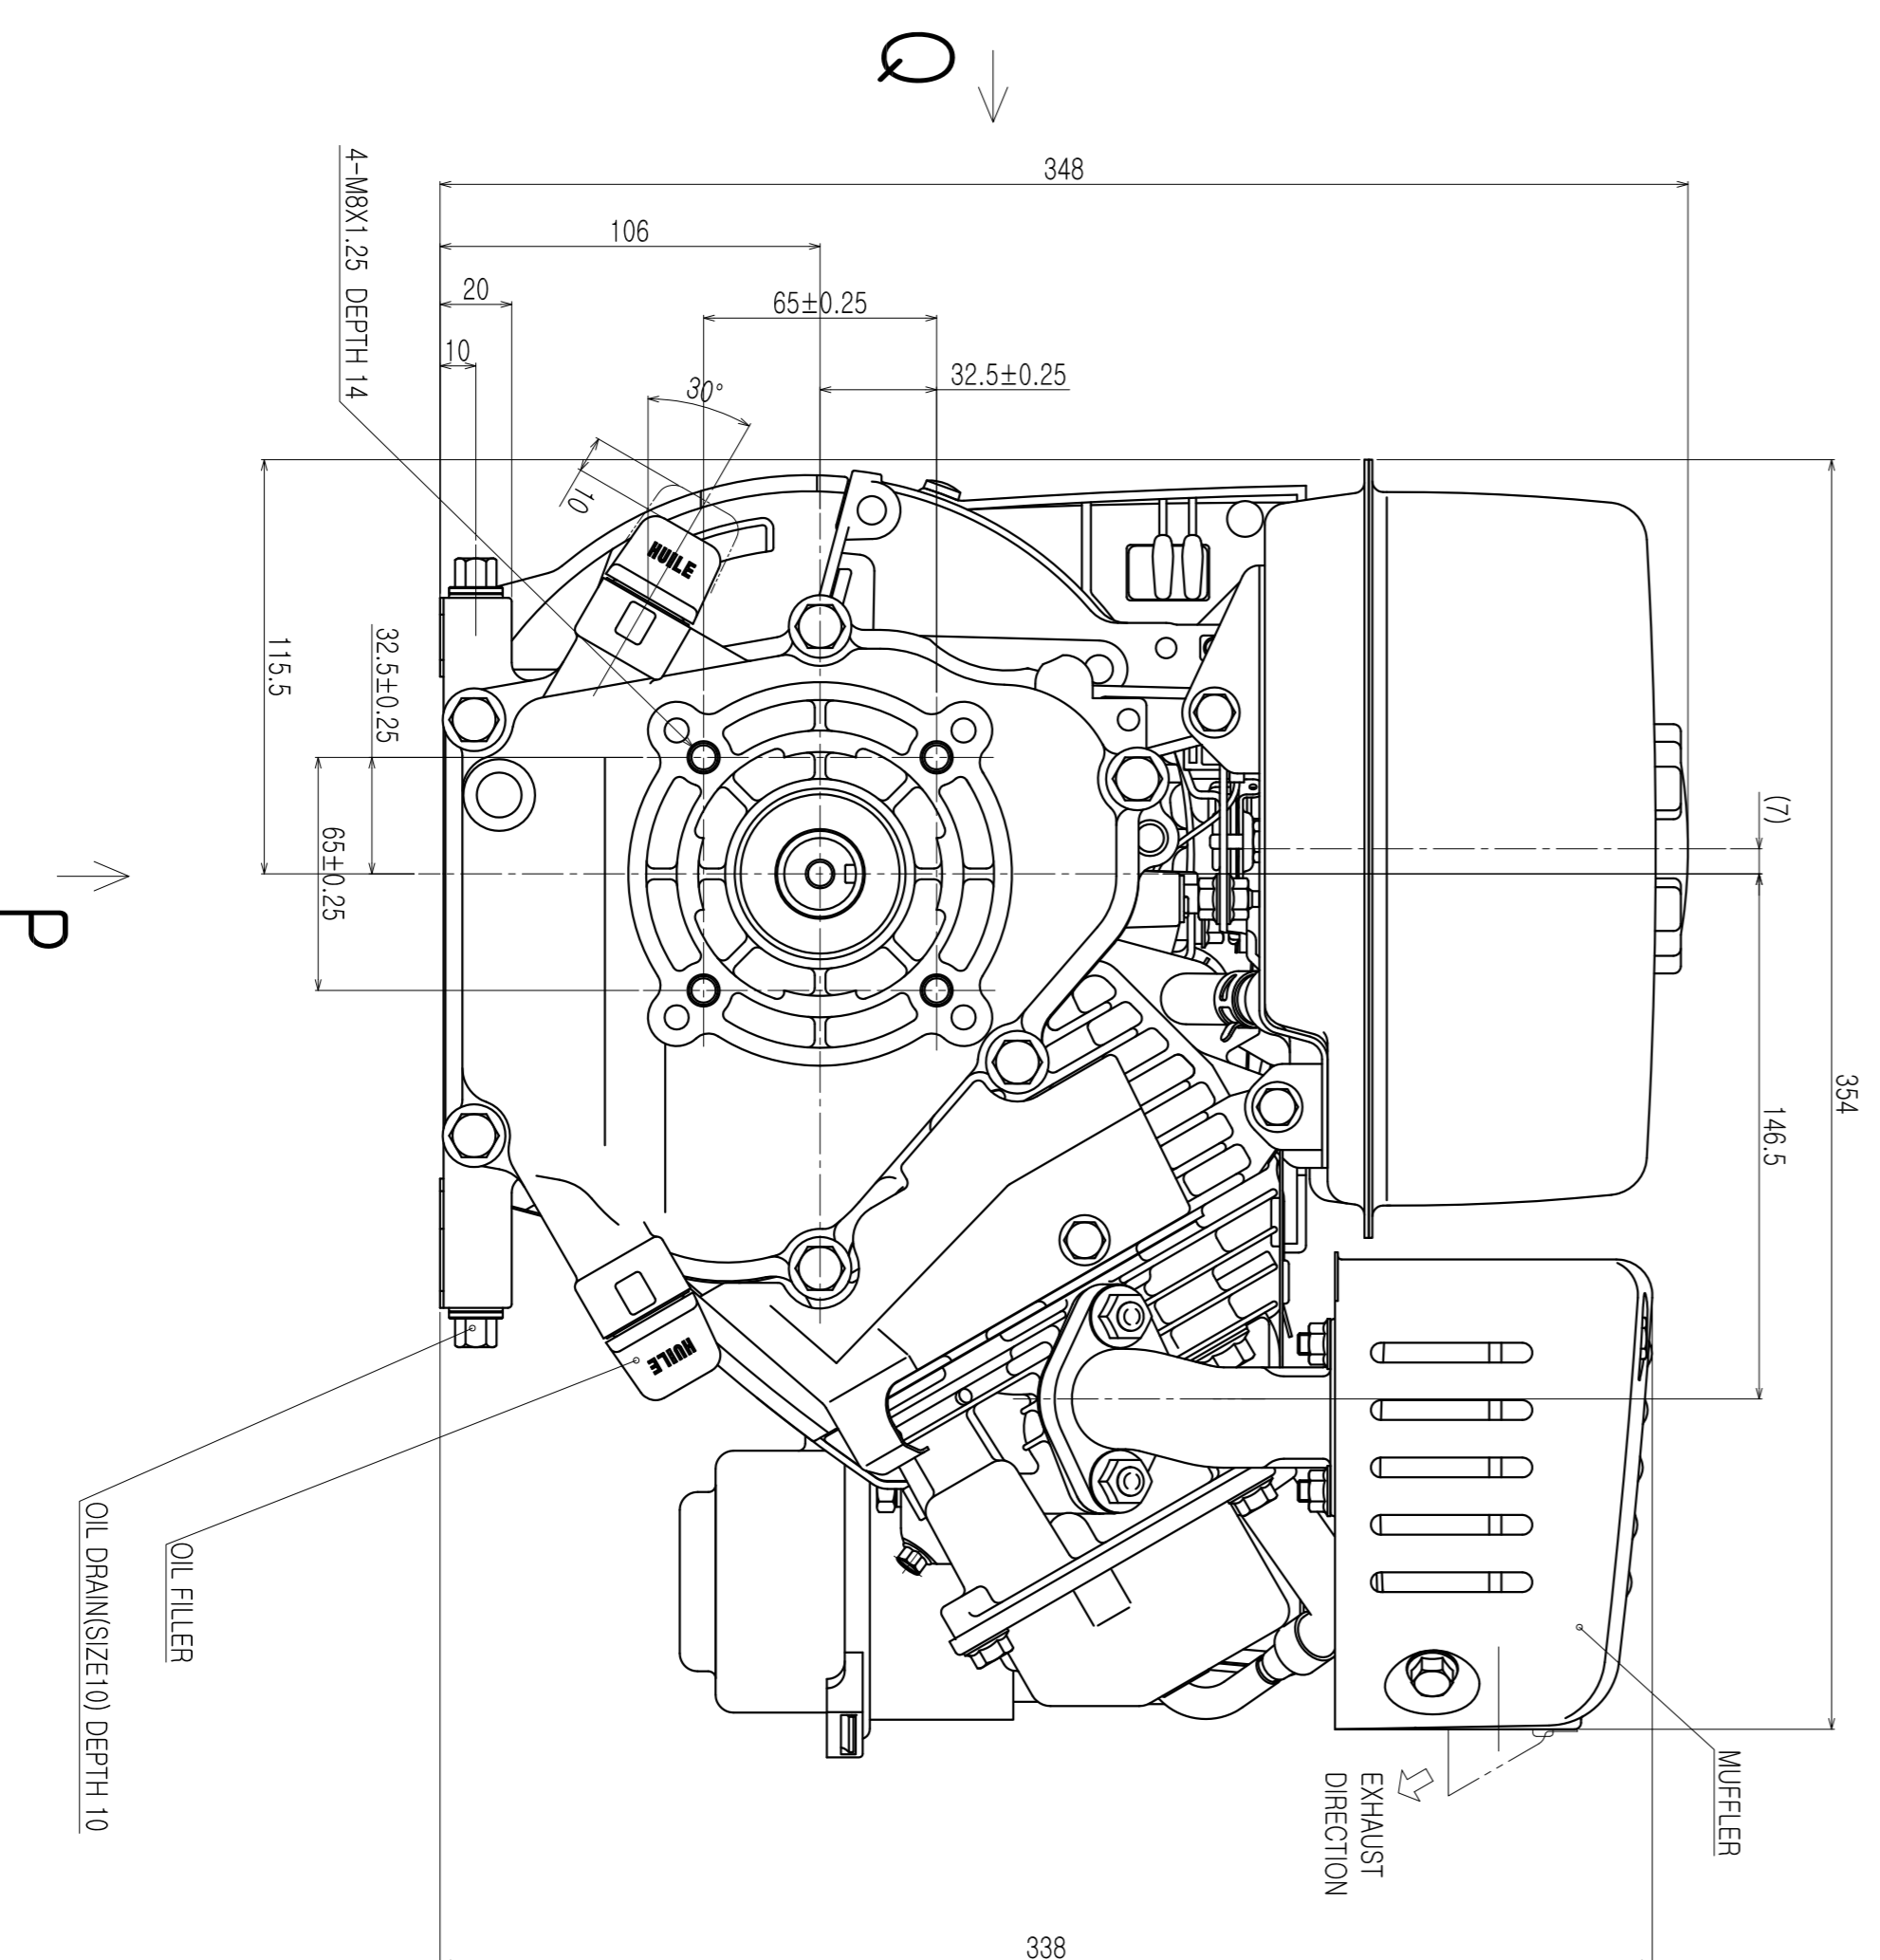 Q
348
106
4-M8X1.25 DEPTH 14
20
65±0.25
10
32.5±0.25
30°
10
HUILE
115.5
32.5±0.25
65±0.25
(7)
354
146.5
P
HUILE
OIL DRAIN(SIZE10) DEPTH 10
OIL FILLER
MUFFLER
EXHAUST
DIRECTION
338